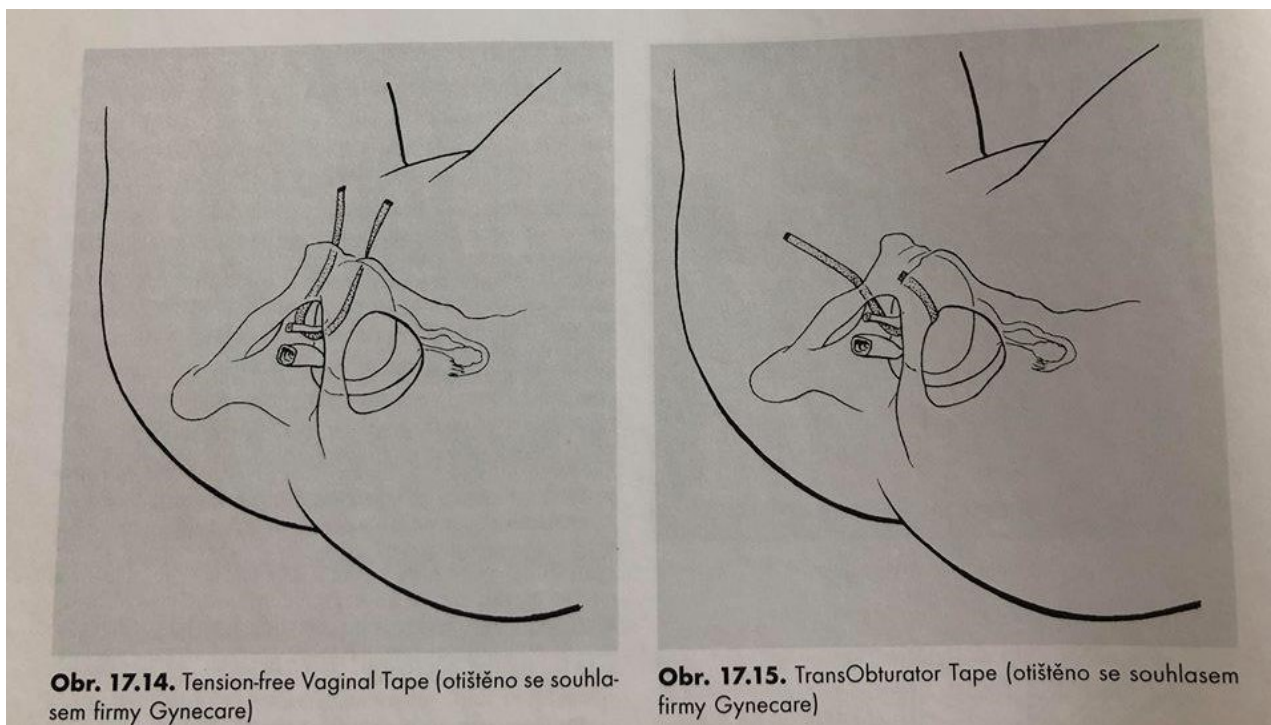 Obr. 17.14. Tension-free Vaginal Tape (otištěno se souhla-
sem firmy Gynecare)
Obr. 17.15. TransObturator Tape (otištěno se souhlasem
firmy Gynecare)